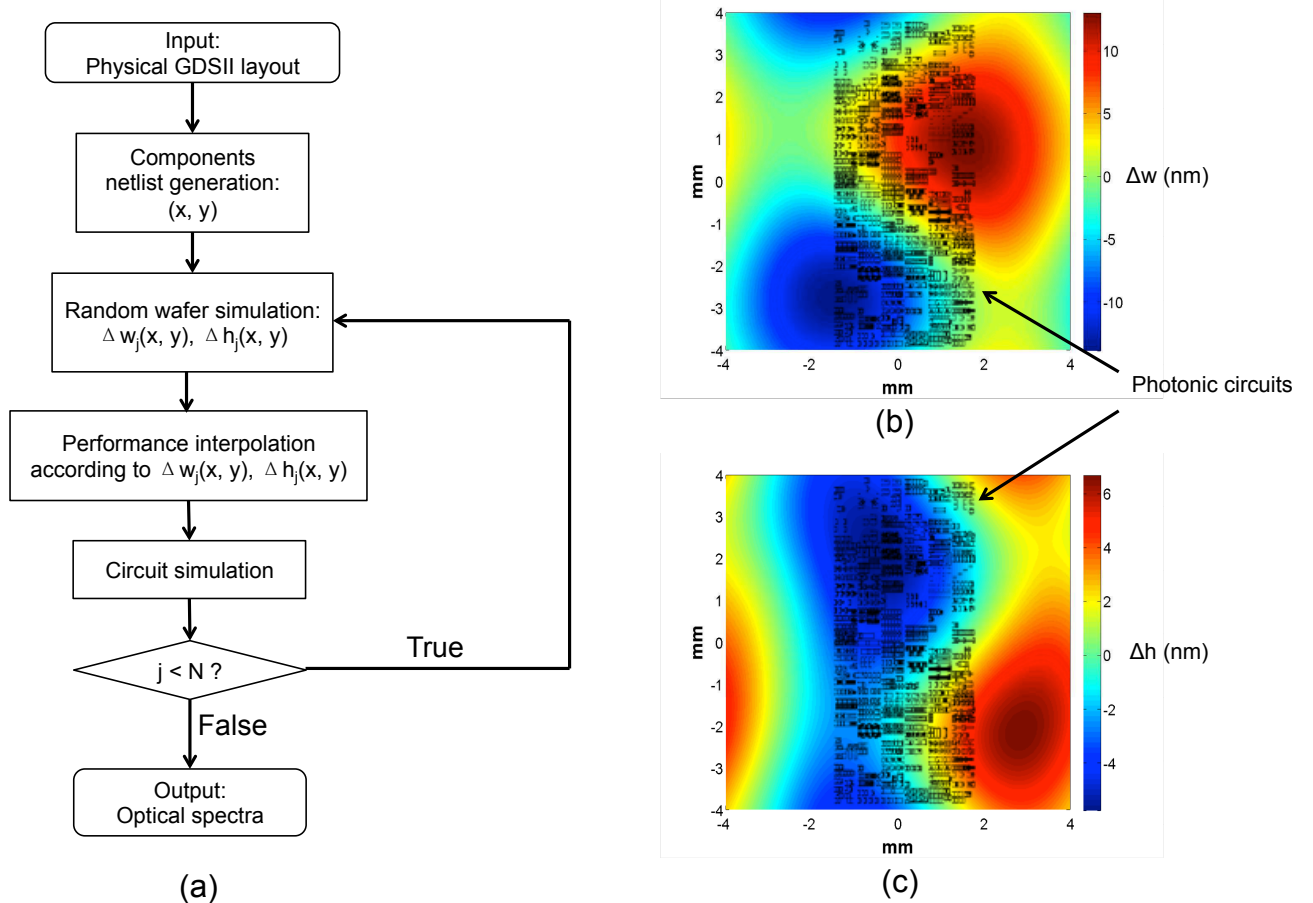 Input:
Physical GDSII layout
Components
netlist generation:
(x, y)
Random wafer simulation:
Δ wj(x, y), Δ hj(x, y)
Performance interpolation
according to Δ wj(x, y), Δ hj(x, y)
Circuit simulation
j < N ?
True
False
Output:
Optical spectra
(a)
4
3
2
1
0
-1
-2
-3
-4
mm
-4
-2
0
2
4
mm
10
5
0
-5
-10
Δw (nm)
(b)
Photonic circuits
4
3
2
1
0
-1
-2
-3
-4
mm
-4
-2
0
2
4
mm
6
4
2
0
-2
-4
Δh (nm)
(c)